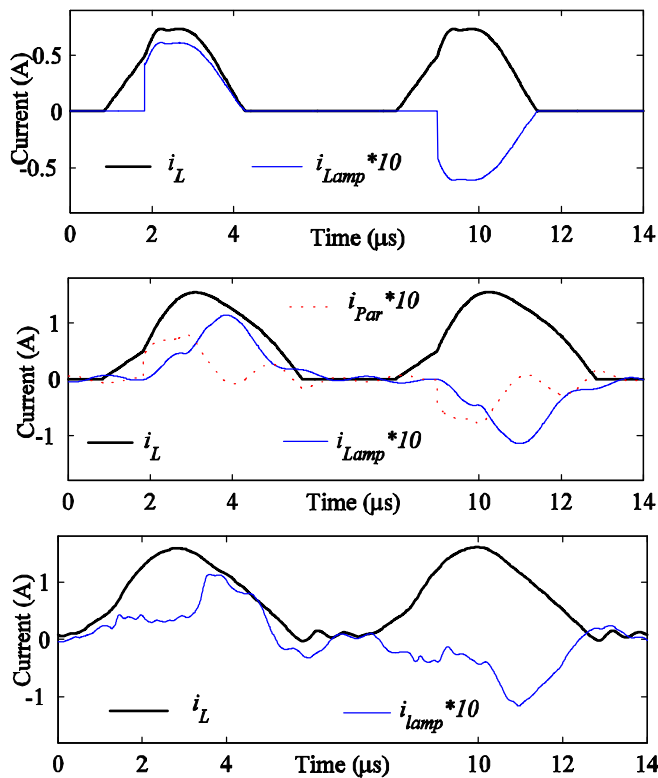 Current (A)
0.5
0
-0.5
i_L
i_Lamp*10
0 2 4 Time (µs) 10 12 14
Current (A)
1
0
-1
i_Par*10
i_L
i_Lamp*10
0 2 4 Time (µs) 10 12 14
Current (A)
1
0
-1
i_L
i_lamp*10
0 2 4 Time (µs) 10 12 14